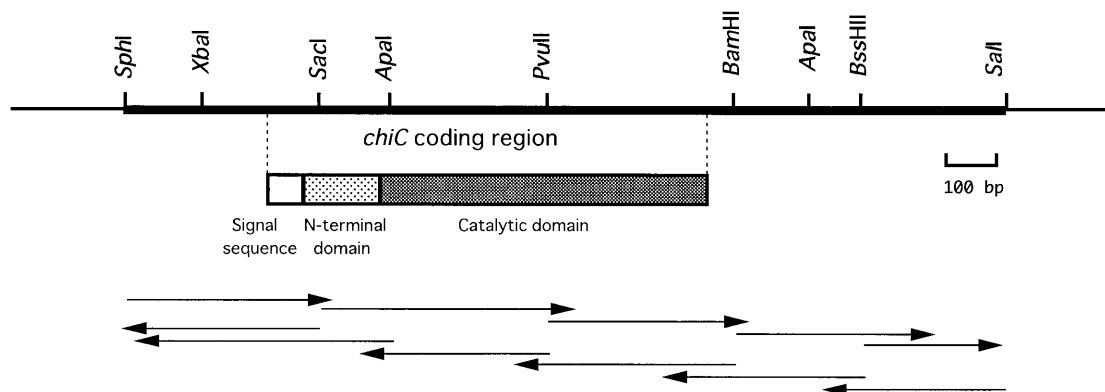 SphI XbaI SacI ApaI PvuII BamHI ApaI BssHII SalI
chiC coding region
100 bp
Signal sequence
N-terminal domain
Catalytic domain